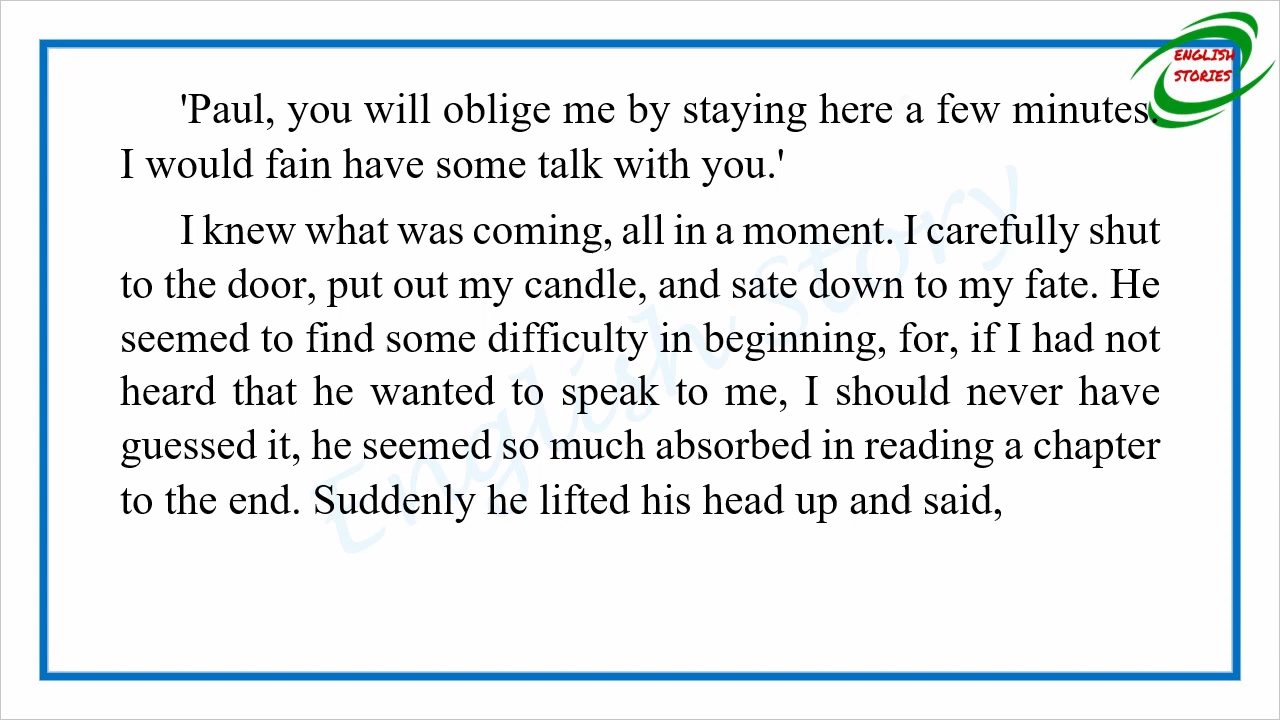 ENGLISH
STORIES
'Paul, you will oblige me by staying here a few minutes.
I would fain have some talk with you.'
I knew what was coming, all in a moment. I carefully shut
to the door, put out my candle, and sate down to my fate. He
seemed to find some difficulty in beginning, for, if I had not
heard that he wanted to speak to me, I should never have
guessed it, he seemed so much absorbed in reading a chapter
to the end. Suddenly he lifted his head up and said,
English Story